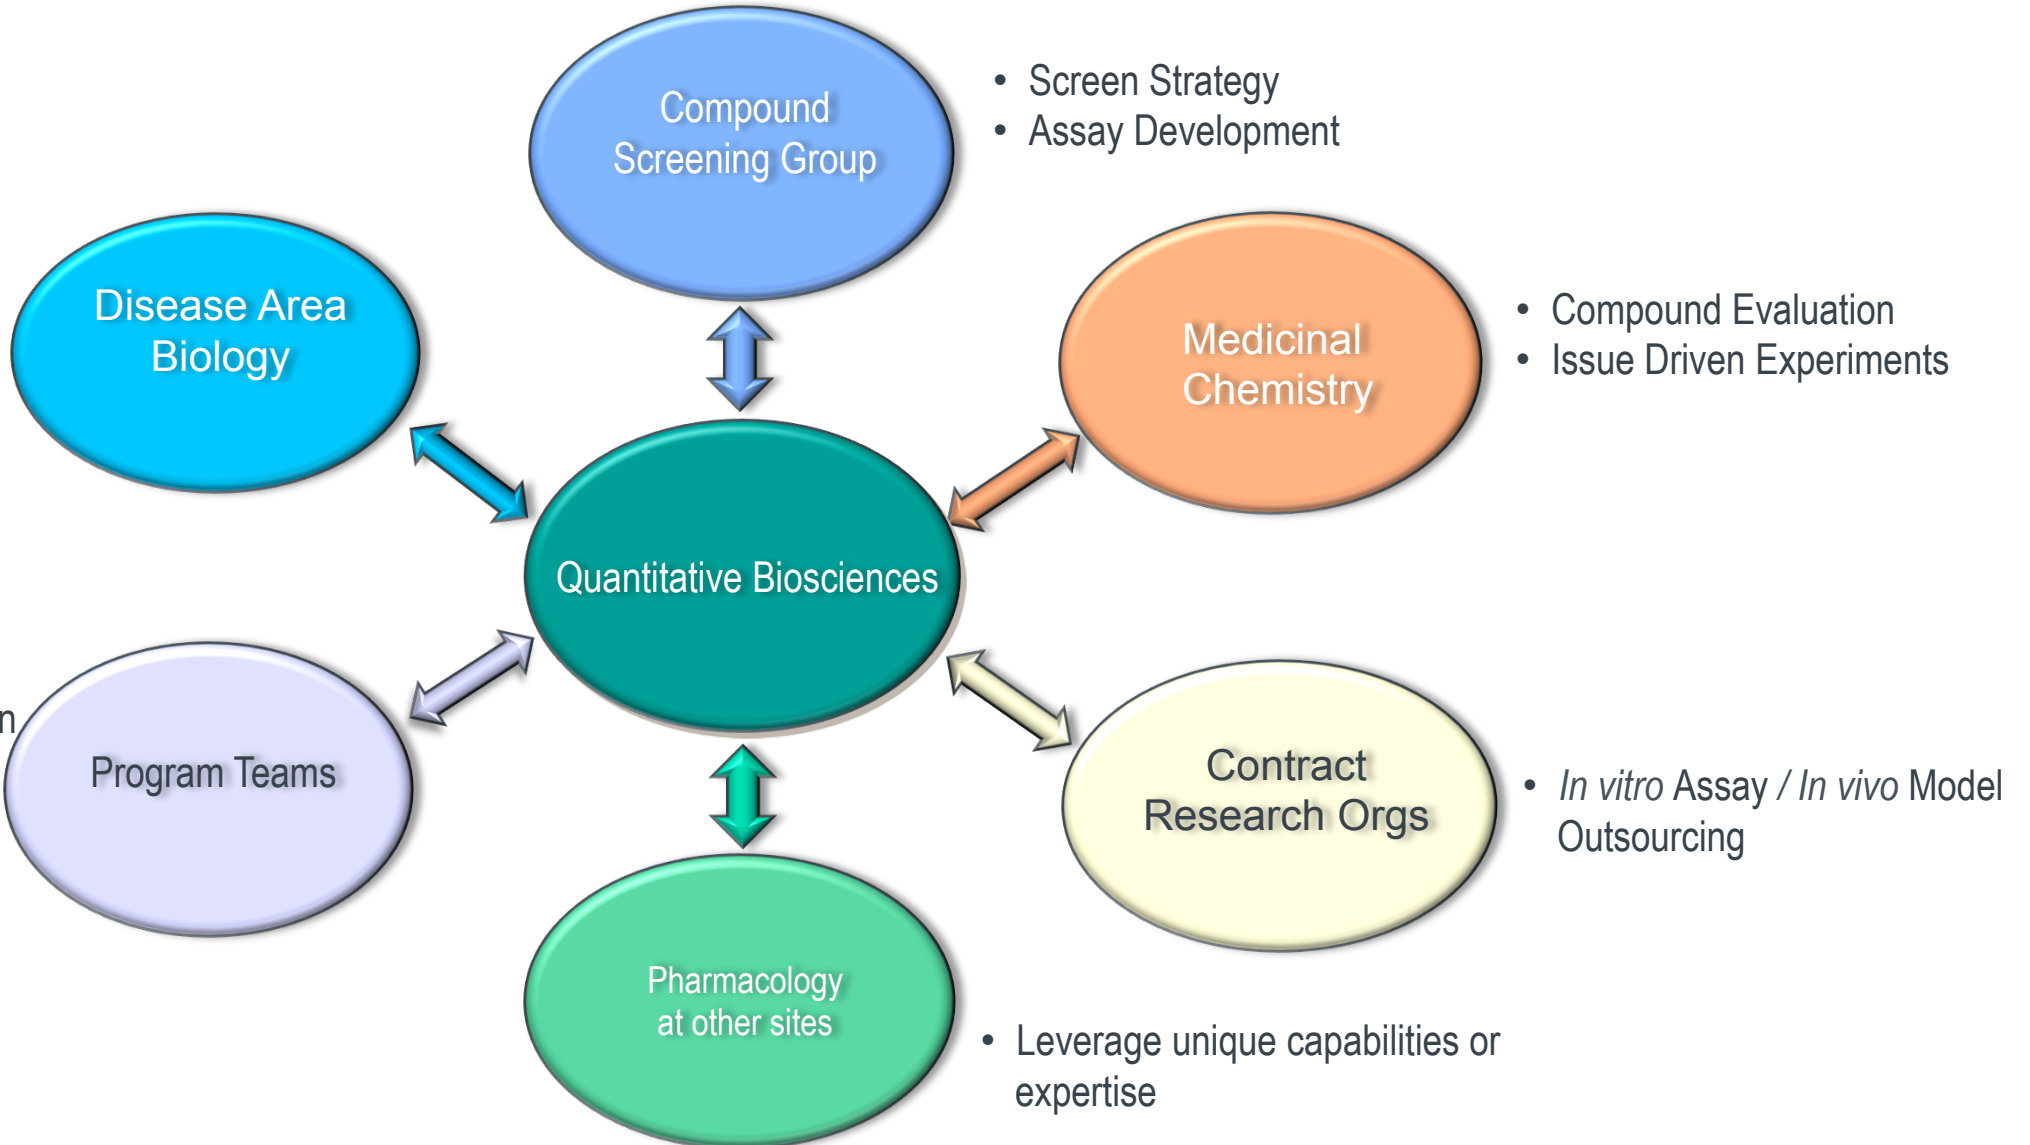 Compound
Screening Group
• Screen Strategy
• Assay Development
Disease Area
Biology
Medicinal
Chemistry
• Compound Evaluation
• Issue Driven Experiments
Quantitative Biosciences
Program Teams
Contract
Research Orgs
• In vitro Assay / In vivo Model
Outsourcing
Pharmacology
at other sites
• Leverage unique capabilities or
expertise